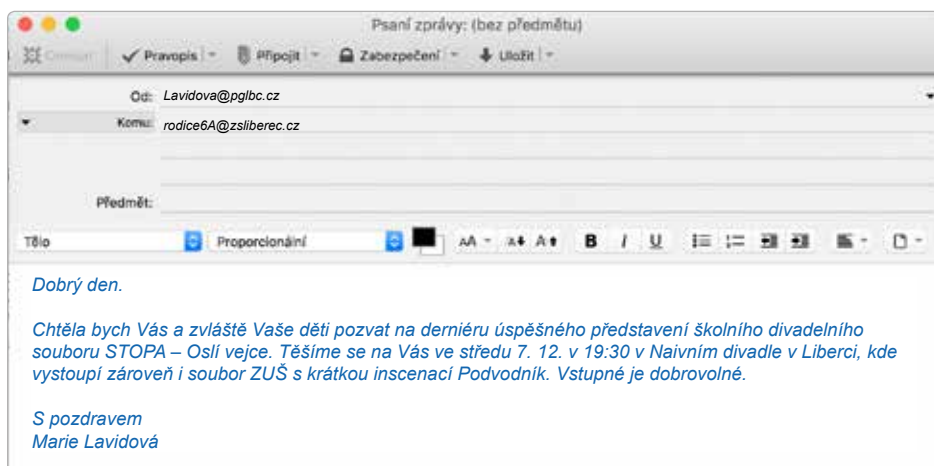 Psaní zprávy: (bez předmětu)
Pravopis Připojit Zabezpečení Uložit
Od: Lavidova@pglbc.cz
Komu: rodice6A@zsliberec.cz
Předmět:
Tělo Proporcionální B I U
Dobrý den.
Chtěla bych Vás a zvláště Vaše děti pozvat na derniéru úspěšného představení školního divadelního
souboru STOPA – Oslí vejce. Těšíme se na Vás ve středu 7. 12. v 19:30 v Naivním divadle v Liberci, kde
vystoupí zároveň i soubor ZUŠ s krátkou inscenací Podvodník. Vstupné je dobrovolné.
S pozdravem
Marie Lavidová